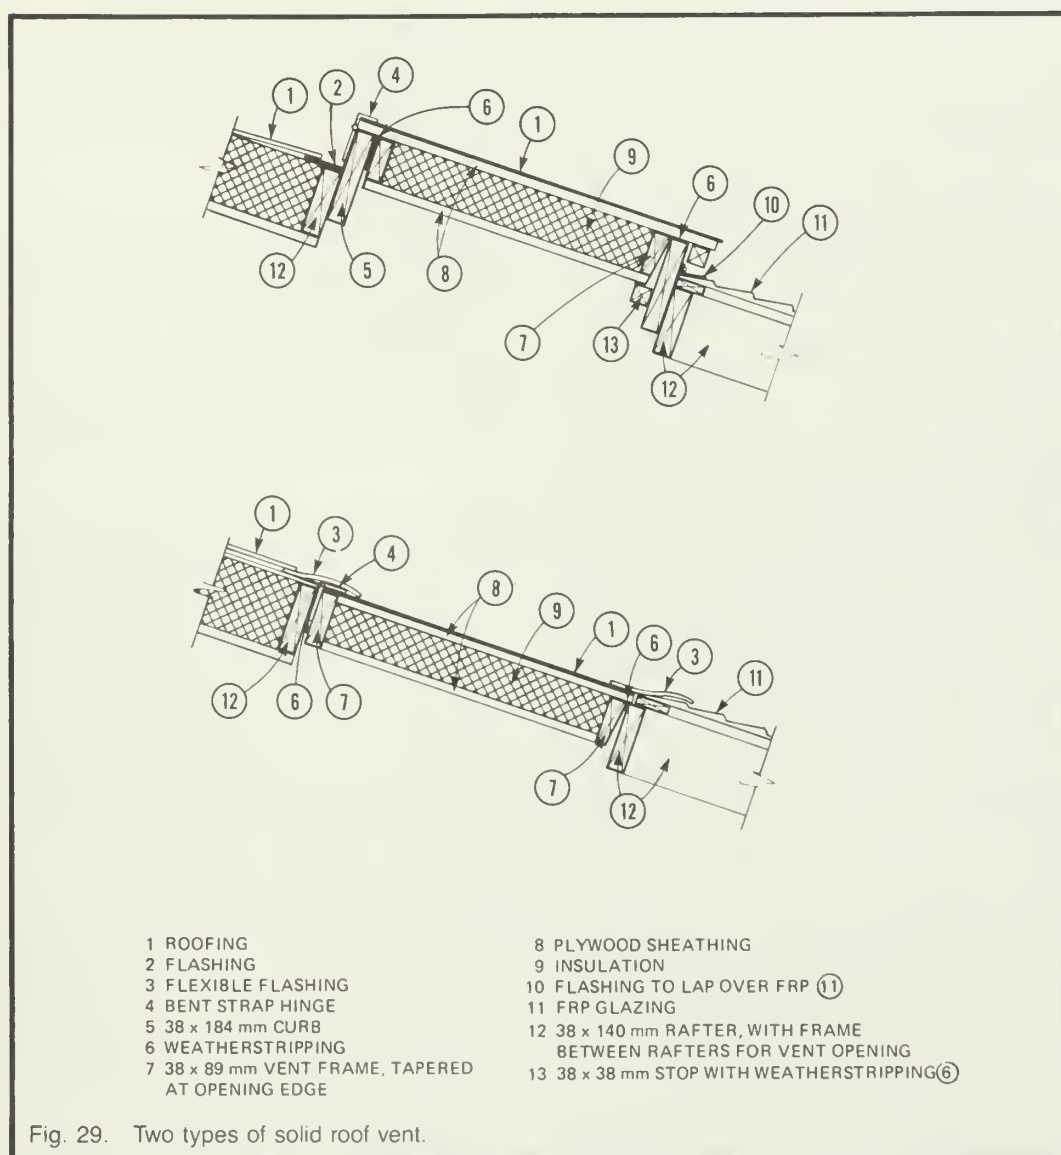 1
2
4
6
1
9
6
10
11
12
5
8
7
13
12
1
3
4
8
9
1
6
3
11
12
6
7
7
12
1 ROOFING
2 FLASHING
3 FLEXI8LE FLASHING
4 BENT STRAP HINGE
5 38 x 184 mm CURB
6 WEATHERSTRIPPING
7 38 x 89 mm VENT FRAME, TAPERED
AT OPENING EDGE
8 PLYWOOD SHEATHING
9 INSULATION
10 FLASHING TO LAP OVER FRP 11
11 FRP GLAZING
12 38 x 140 mm RAFTER, WITH FRAME
BETWEEN RAFTERS FOR VENT OPENING
13 38 x 38 mm STOP WITH WEATHERSTRIPPING 6
Fig. 29. Two types of solid roof vent.